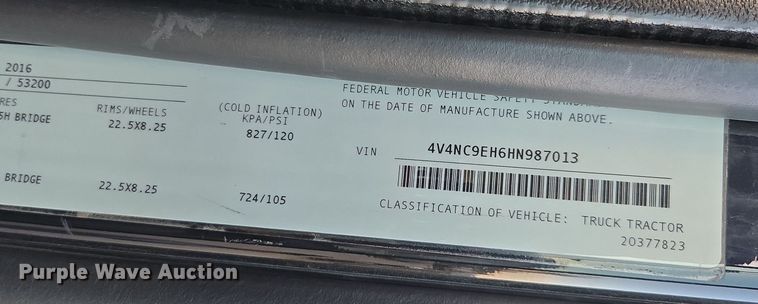 2016
/ 53200
RIMS/WHEELS
(COLD INFLATION)
KPA/PSI
BRIDGE 22.5X8.25 827/120
BRIDGE 22.5X8.25 724/105
FEDERAL MOTOR VEHICLE SAFETY
ON THE DATE OF MANUFACTURE SHOWN ABOVE.
VIN 4V4NC9EH6HN987013
CLASSIFICATION OF VEHICLE: TRUCK TRACTOR
20377823
Purple Wave Auction